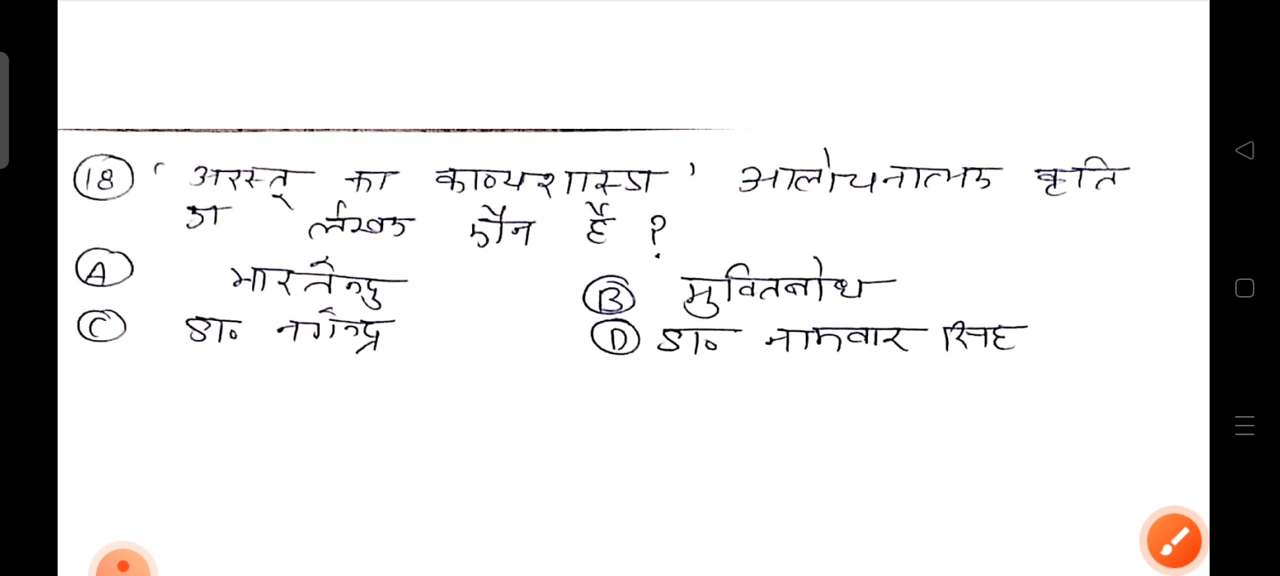 (18) ' अरस्तू का काव्यशास्त्र ' आलोचनात्मक कृति
का लेखक कौन है ?
(A) भारतेन्दु (B) मुक्तिबोध
(C) डा० नगेन्द्र (D) डा० नामवार सिंह